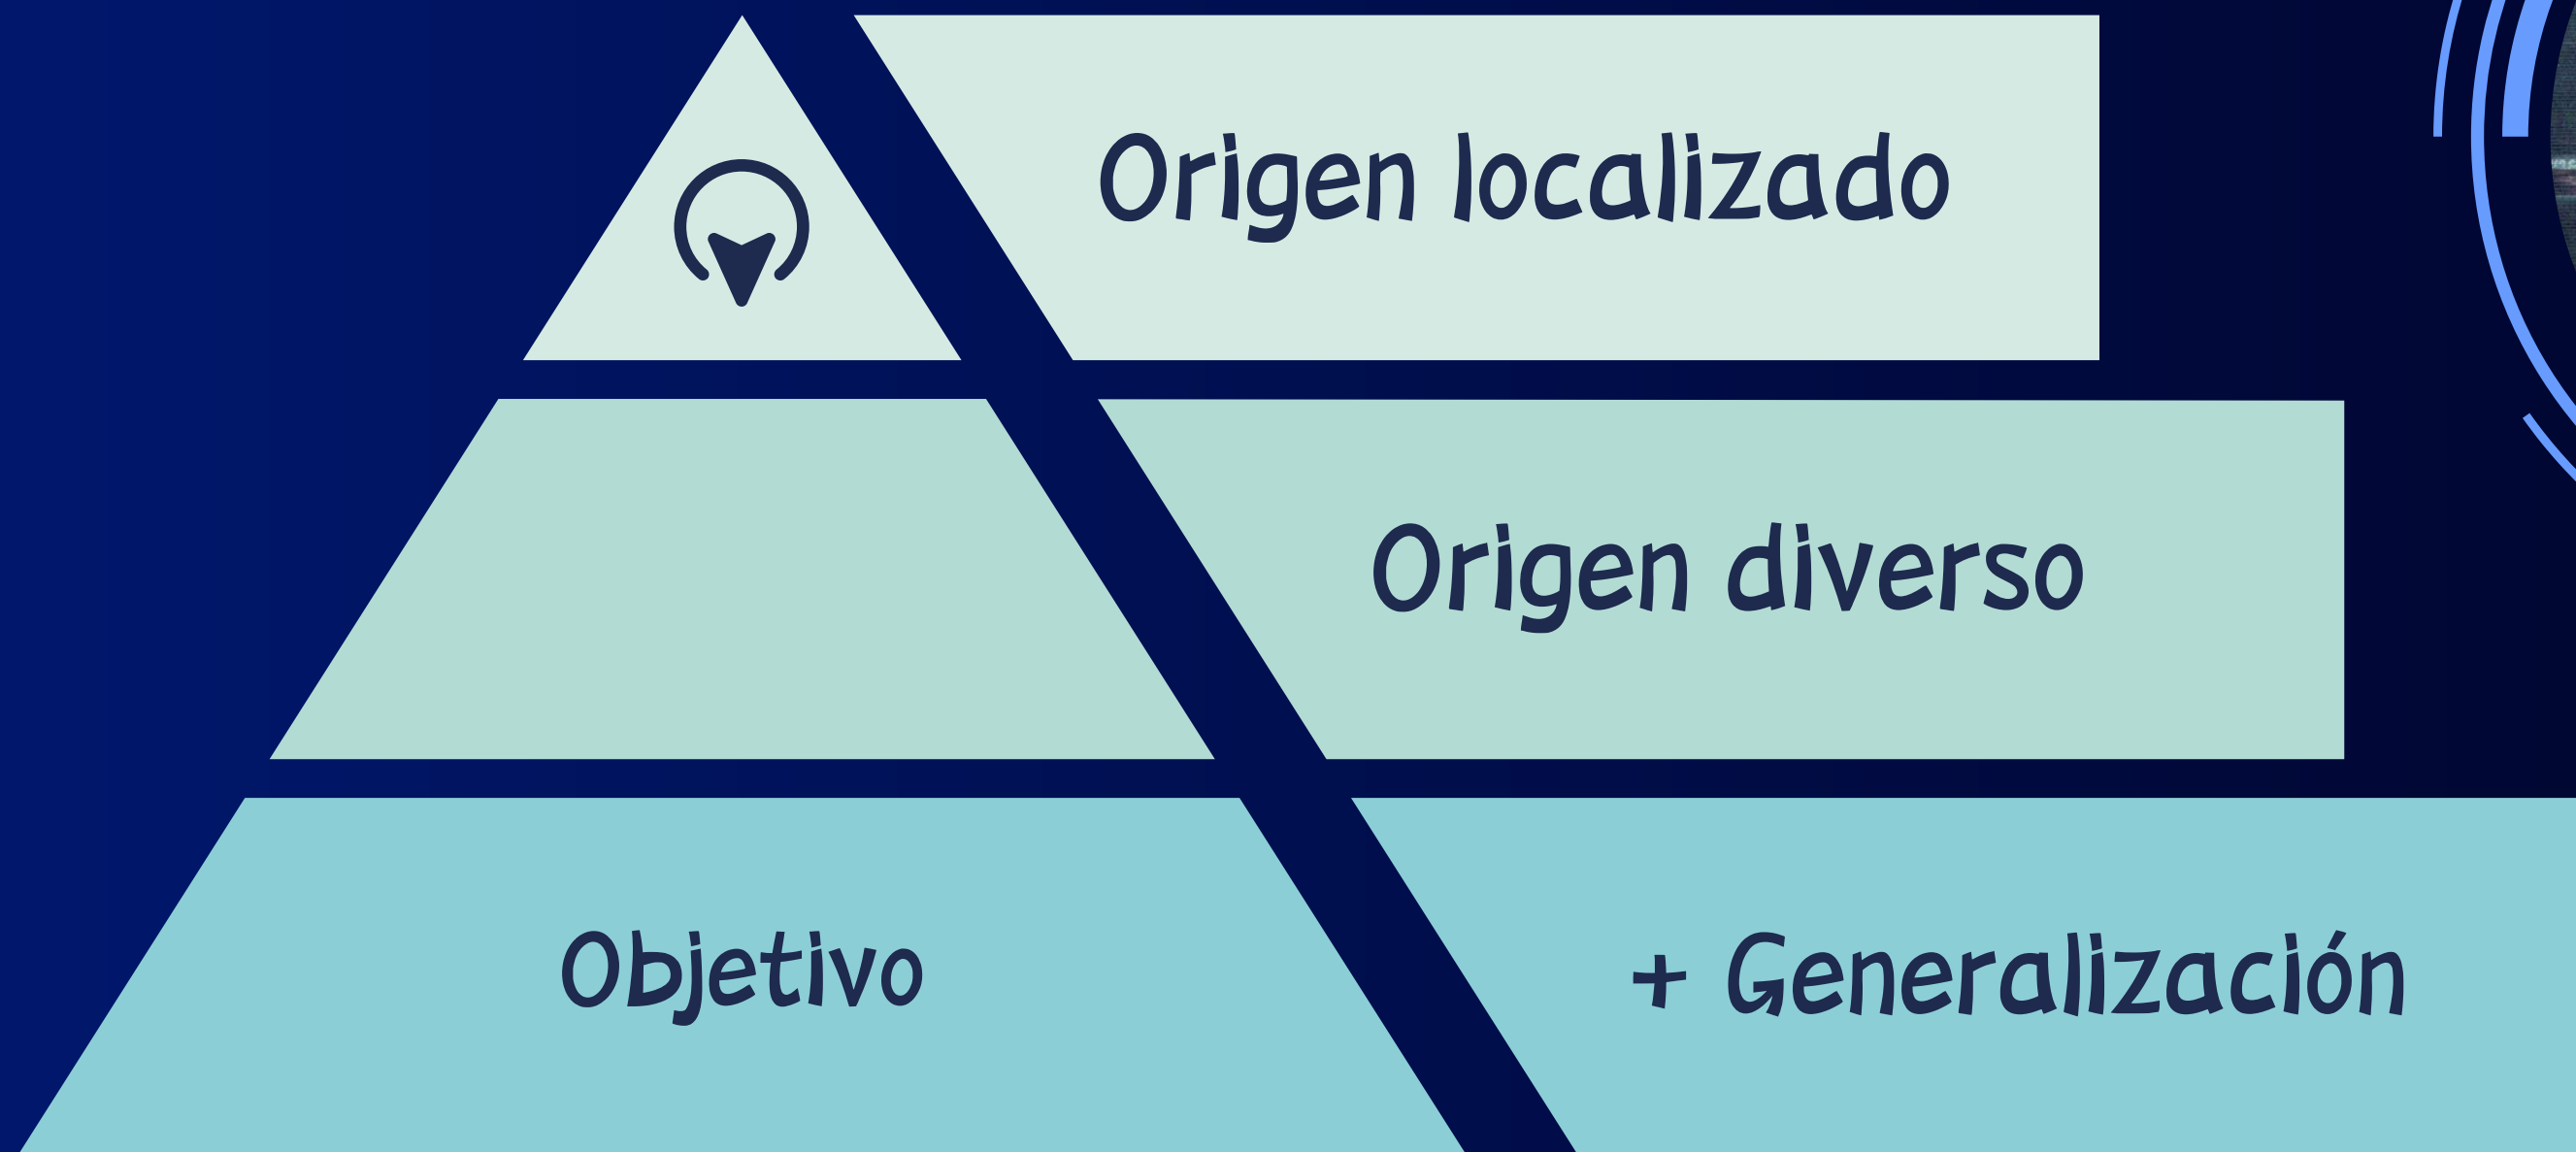 Origen localizado
Origen diverso
Objetivo
+ Generalización